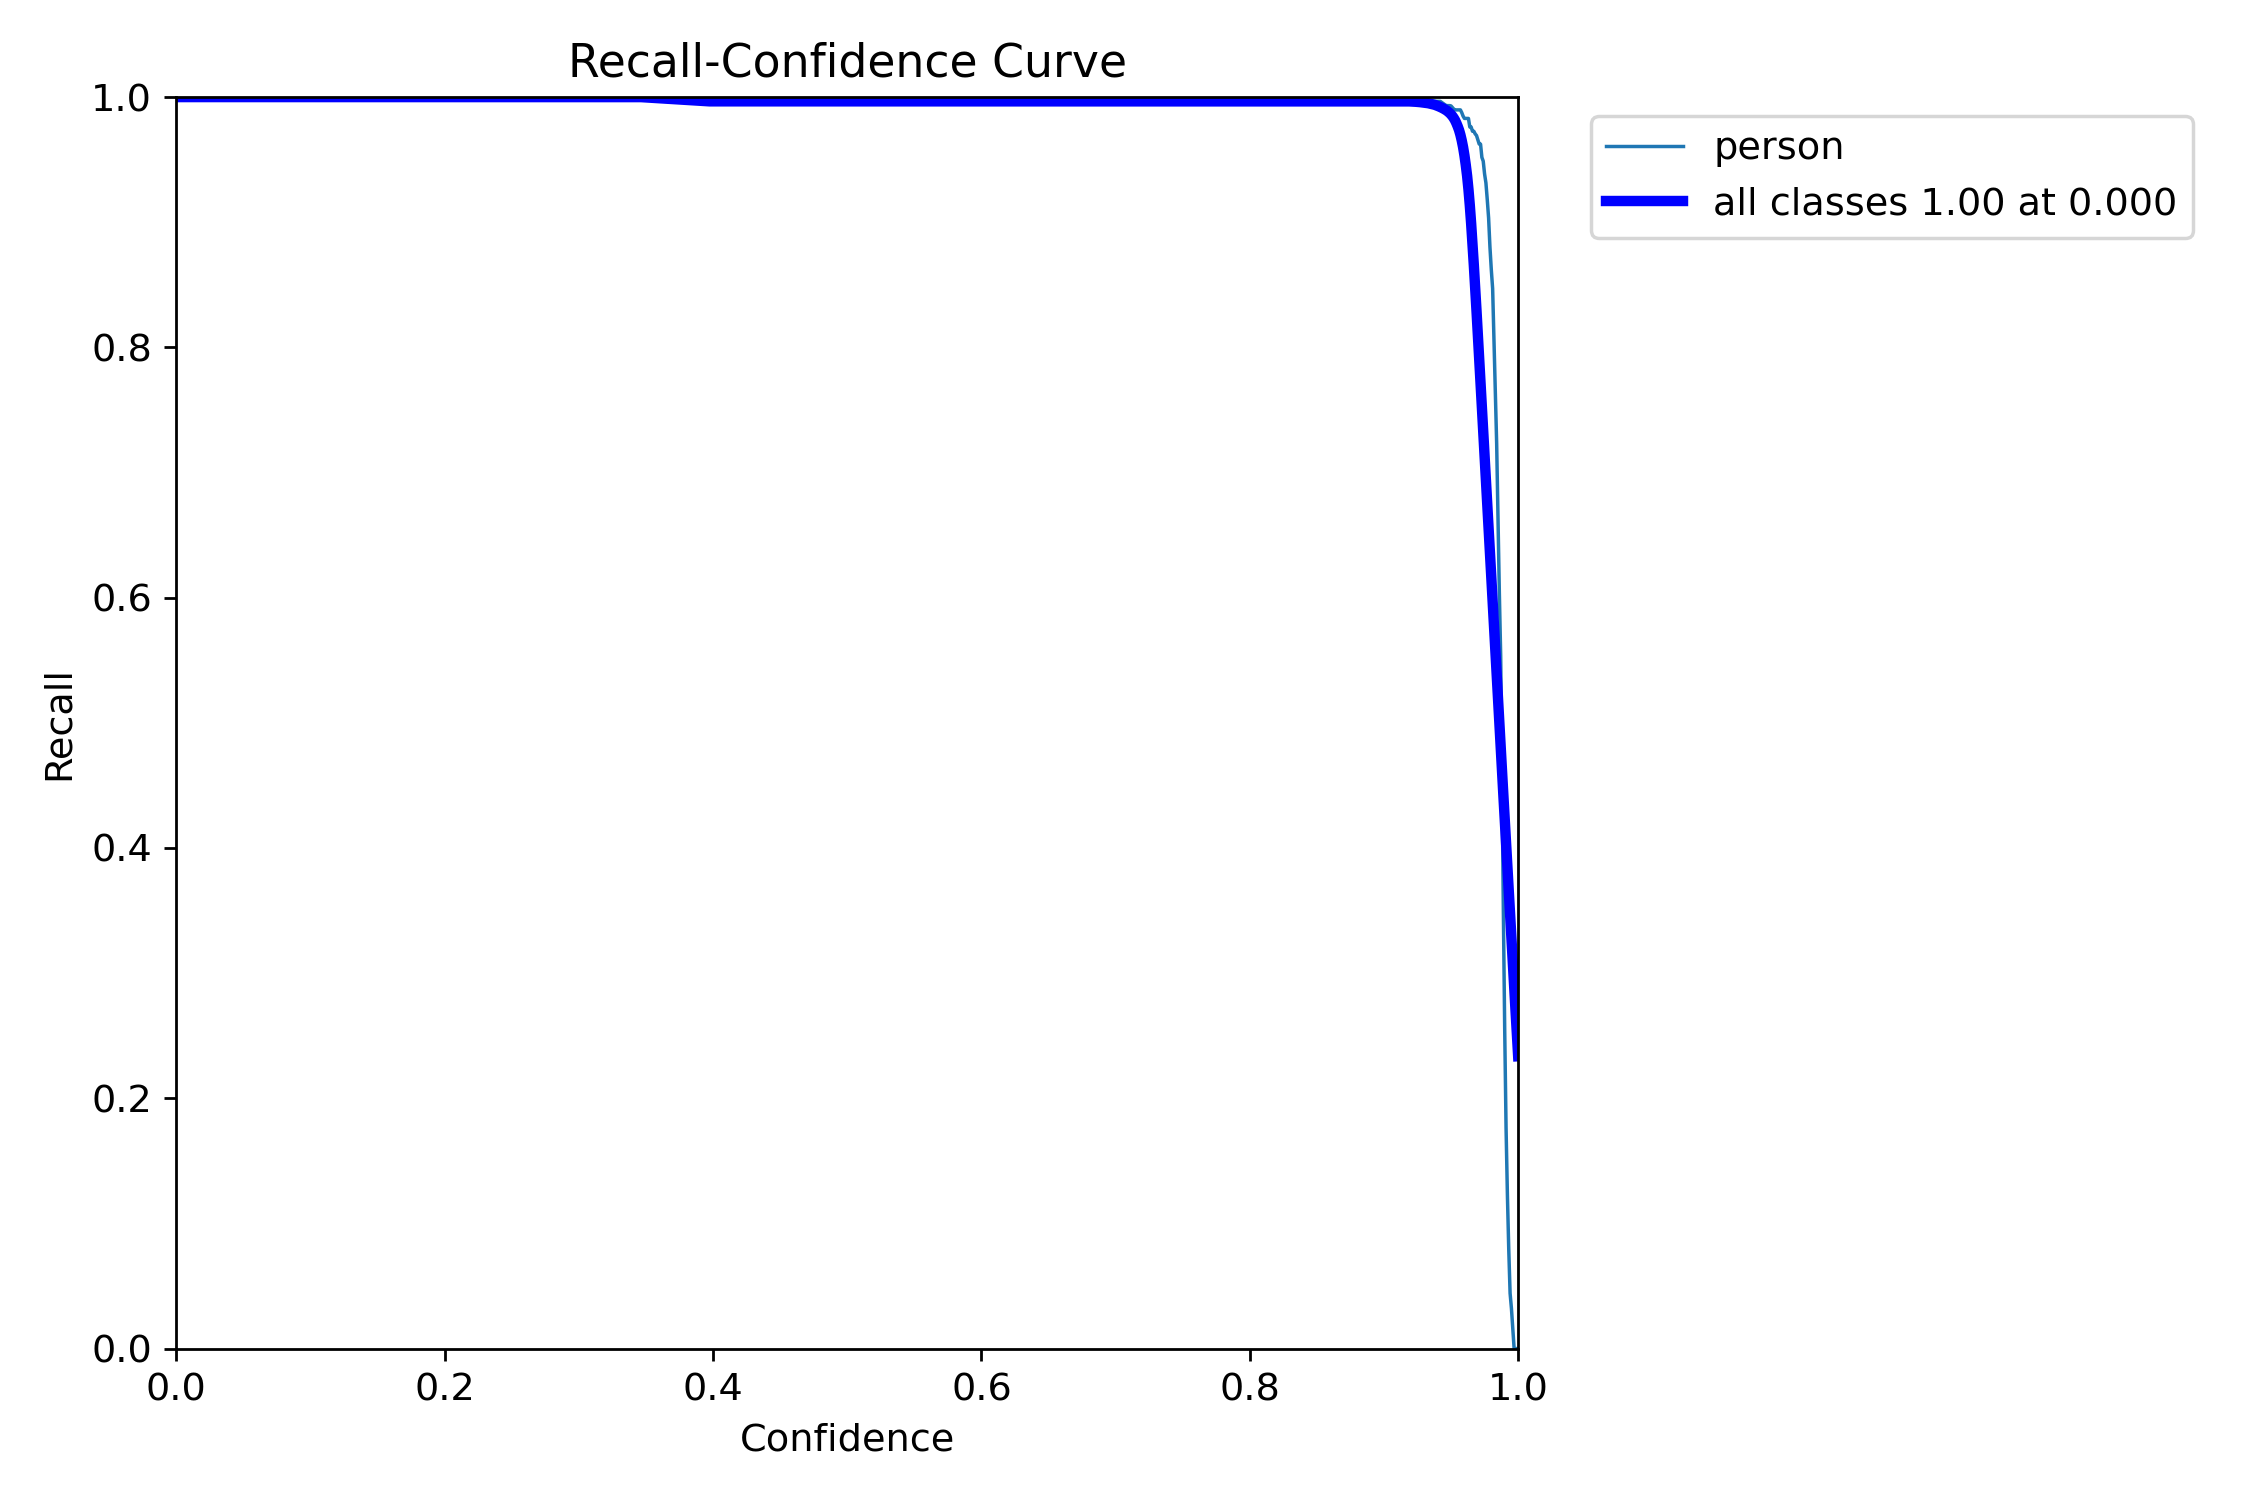 Recall-Confidence Curve
1.0
0.8
0.6
0.4
0.2
0.0
Recall
0.0 0.2 0.4 0.6 0.8 1.0
Confidence
person
all classes 1.00 at 0.000